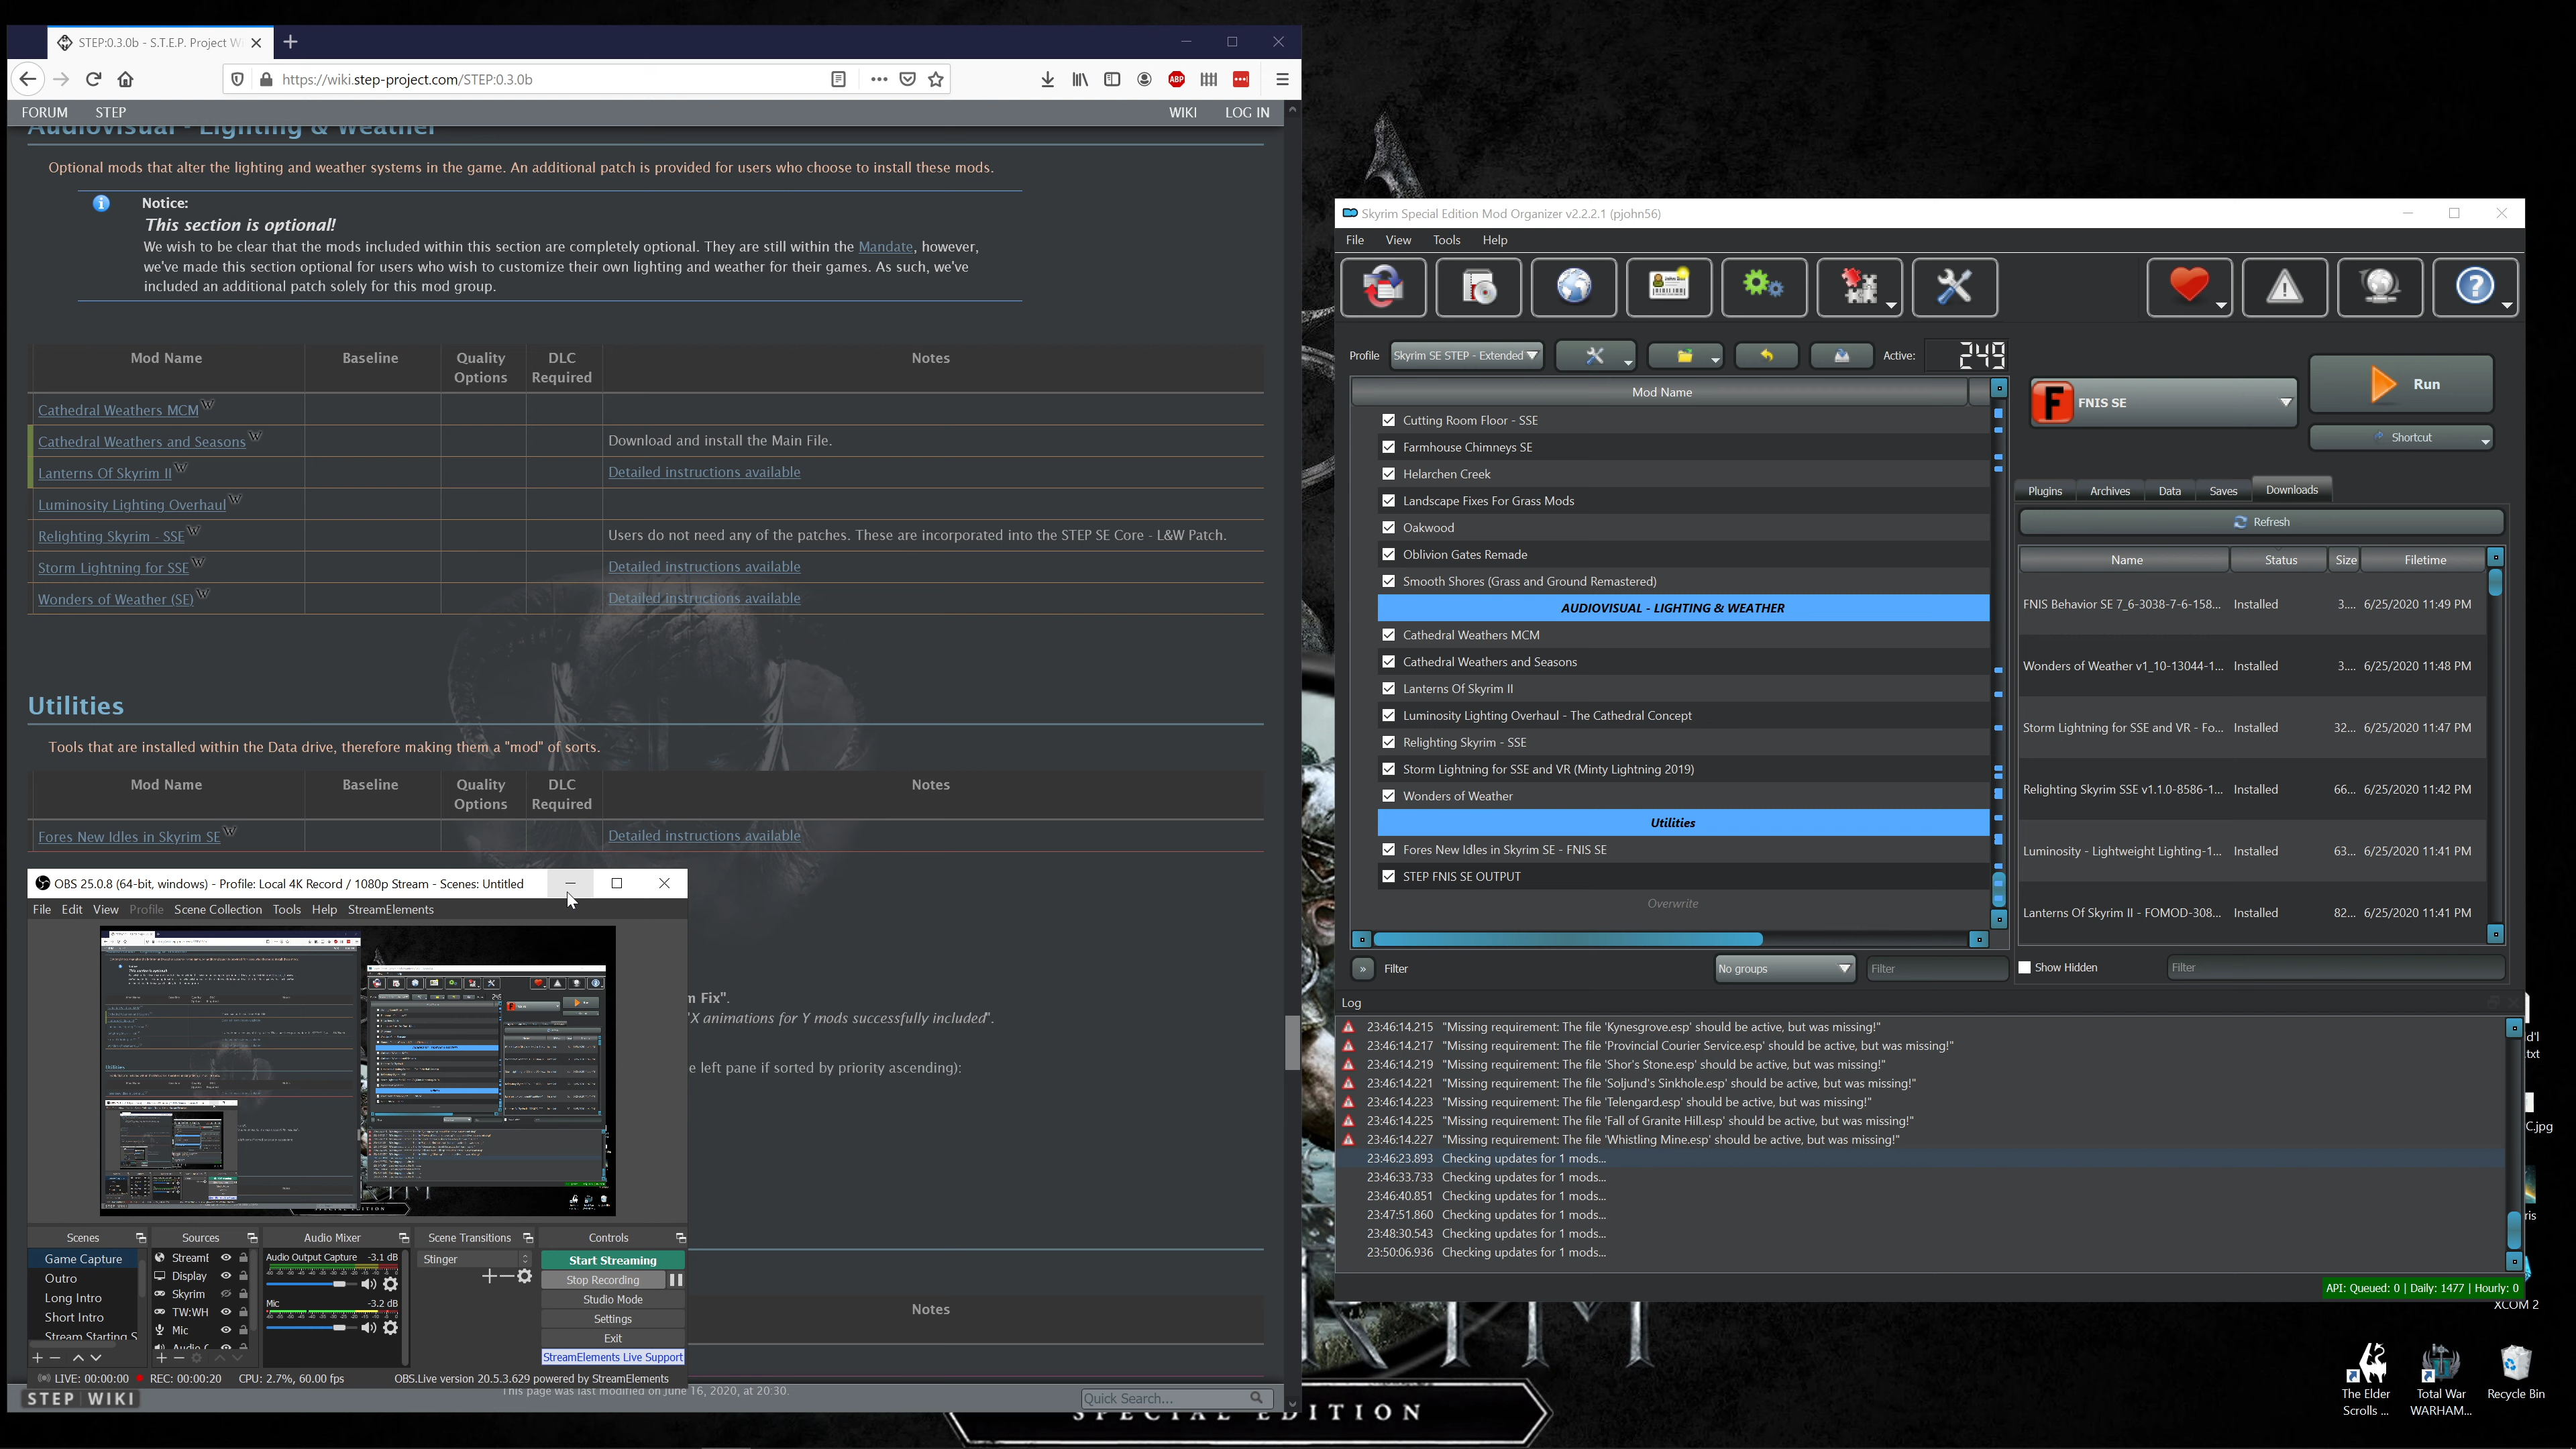 STEP:0.3.0b - S.T.E.P. Project W
https://wiki.step-project.com/STEP:0.3.0b
ABP
FORUM STEP WIKI LOG IN
Audiovisual - Lighting & Weather
Optional mods that alter the lighting and weather systems in the game. An additional patch is provided for users who choose to install these mods.
Notice:
This section is optional!
We wish to be clear that the mods included within this section are completely optional. They are still within the Mandate, however,
we've made this section optional for users who wish to customize their own lighting and weather for their games. As such, we've
included an additional patch solely for this mod group.
Mod Name Baseline Quality Options DLC Required Notes
Cathedral Weathers MCM W
Cathedral Weathers and Seasons W Download and install the Main File.
Lanterns Of Skyrim II W Detailed instructions available
Luminosity Lighting Overhaul W
Relighting Skyrim - SSE W Users do not need any of the patches. These are incorporated into the STEP SE Core - L&W Patch.
Storm Lightning for SSE W Detailed instructions available
Wonders of Weather (SE) W Detailed instructions available
Utilities
Tools that are installed within the Data drive, therefore making them a "mod" of sorts.
Mod Name Baseline Quality Options DLC Required Notes
Fores New Idles in Skyrim SE W Detailed instructions available
m Fix".
"X animations for Y mods successfully included".
e left pane if sorted by priority ascending):
Notes
This page was last modified on June 16, 2020, at 20:30.
STEP WIKI
Quick Search...
OBS 25.0.8 (64-bit, windows) - Profile: Local 4K Record / 1080p Stream - Scenes: Untitled
File Edit View Profile Scene Collection Tools Help StreamElements
Scenes Sources Audio Mixer Scene Transitions Controls
Game Capture
Outro
Long Intro
Short Intro
Stream Starting S
StreamE
Display
Skyrim
TW:WH
Mic
Audio C
Audio Output Capture -3.1 dB
Mic -3.2 dB
Stinger
Start Streaming
Stop Recording
Studio Mode
Settings
Exit
StreamElements Live Support
LIVE: 00:00:00 REC: 00:00:20 CPU: 2.7%, 60.00 fps OBS.Live version 20.5.3.629 powered by StreamElements
Skyrim Special Edition Mod Organizer v2.2.2.1 (pjohn56)
File View Tools Help
Profile Skyrim SE STEP - Extended Active: 249
Mod Name
Cutting Room Floor - SSE
Farmhouse Chimneys SE
Helarchen Creek
Landscape Fixes For Grass Mods
Oakwood
Oblivion Gates Remade
Smooth Shores (Grass and Ground Remastered)
AUDIOVISUAL - LIGHTING & WEATHER
Cathedral Weathers MCM
Cathedral Weathers and Seasons
Lanterns Of Skyrim II
Luminosity Lighting Overhaul - The Cathedral Concept
Relighting Skyrim - SSE
Storm Lightning for SSE and VR (Minty Lightning 2019)
Wonders of Weather
Utilities
Fores New Idles in Skyrim SE - FNIS SE
STEP FNIS SE OUTPUT
Overwrite
» Filter No groups Filter
F FNIS SE
Run
Shortcut
Plugins Archives Data Saves Downloads
Refresh
Name Status Size Filetime
FNIS Behavior SE 7_6-3038-7-6-158... Installed 3.... 6/25/2020 11:49 PM
Wonders of Weather v1_10-13044-1... Installed 3.... 6/25/2020 11:48 PM
Storm Lightning for SSE and VR - Fo... Installed 32... 6/25/2020 11:47 PM
Relighting Skyrim SSE v1.1.0-8586-1... Installed 66... 6/25/2020 11:42 PM
Luminosity - Lightweight Lighting-1... Installed 63... 6/25/2020 11:41 PM
Lanterns Of Skyrim II - FOMOD-308... Installed 82... 6/25/2020 11:41 PM
Show Hidden Filter
Log
23:46:14.215 "Missing requirement: The file 'Kynesgrove.esp' should be active, but was missing!"
23:46:14.217 "Missing requirement: The file 'Provincial Courier Service.esp' should be active, but was missing!"
23:46:14.219 "Missing requirement: The file 'Shor's Stone.esp' should be active, but was missing!"
23:46:14.221 "Missing requirement: The file 'Soljund's Sinkhole.esp' should be active, but was missing!"
23:46:14.223 "Missing requirement: The file 'Telengard.esp' should be active, but was missing!"
23:46:14.225 "Missing requirement: The file 'Fall of Granite Hill.esp' should be active, but was missing!"
23:46:14.227 "Missing requirement: The file 'Whistling Mine.esp' should be active, but was missing!"
23:46:23.893 Checking updates for 1 mods...
23:46:33.733 Checking updates for 1 mods...
23:46:40.851 Checking updates for 1 mods...
23:47:51.860 Checking updates for 1 mods...
23:48:30.543 Checking updates for 1 mods...
23:50:06.936 Checking updates for 1 mods...
API: Queued: 0 | Daily: 1477 | Hourly: 0
d'l
.txt
C.jpg
ris
XCOM 2
The Elder Scrolls ...
Total War WARHAM...
Recycle Bin
SPECIAL EDITION